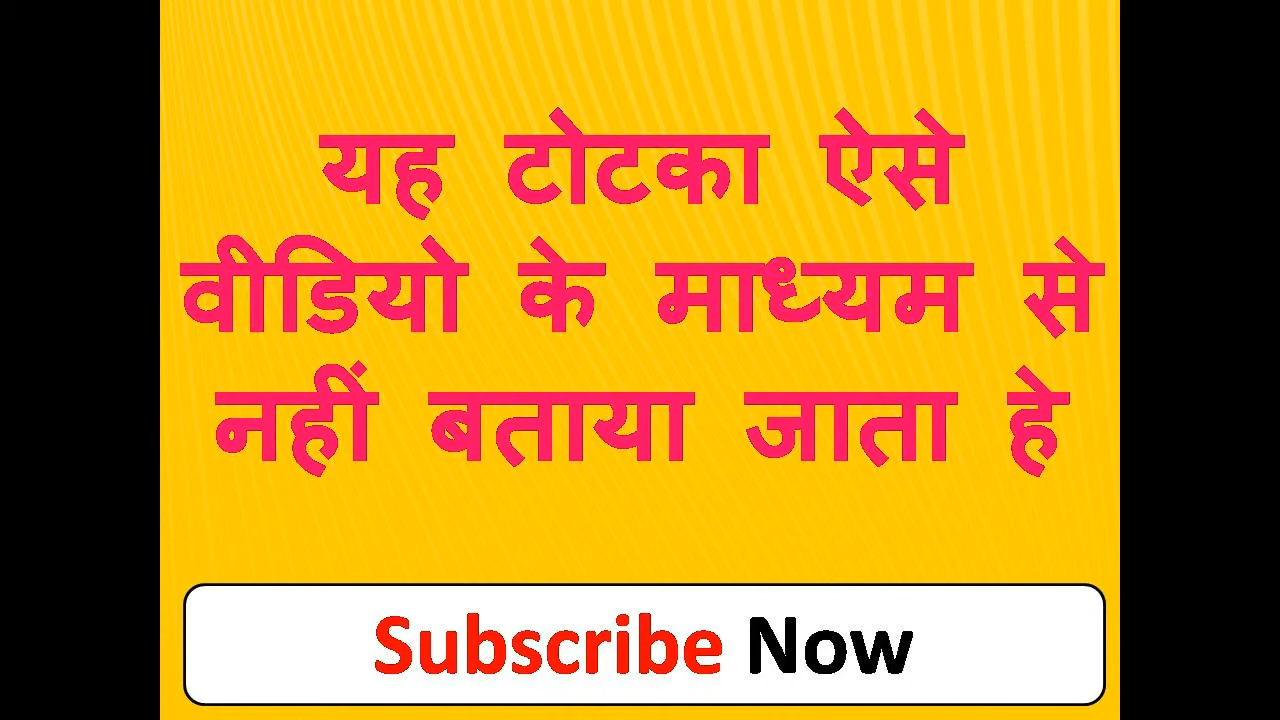 यह टोटका ऐसे
वीडियो के माध्यम से
नहीं बताया जाता हे
Subscribe Now